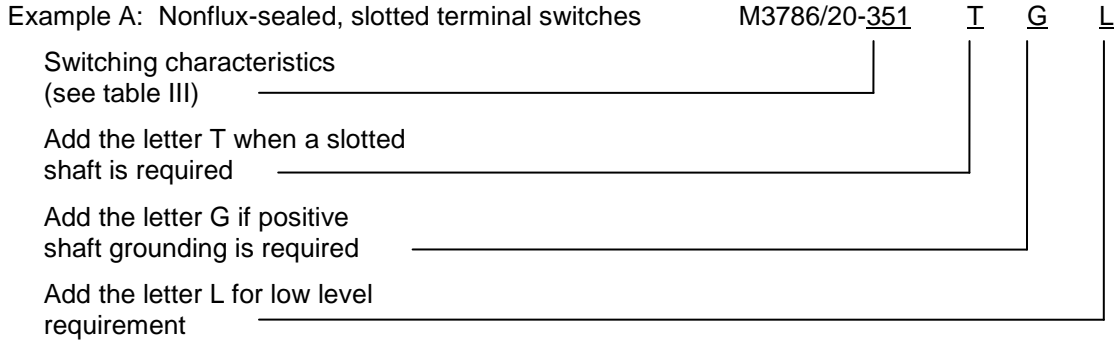 Example A: Nonflux-sealed, slotted terminal switches M3786/20-351 T G L
Switching characteristics
(see table III)
Add the letter T when a slotted
shaft is required
Add the letter G if positive
shaft grounding is required
Add the letter L for low level
requirement